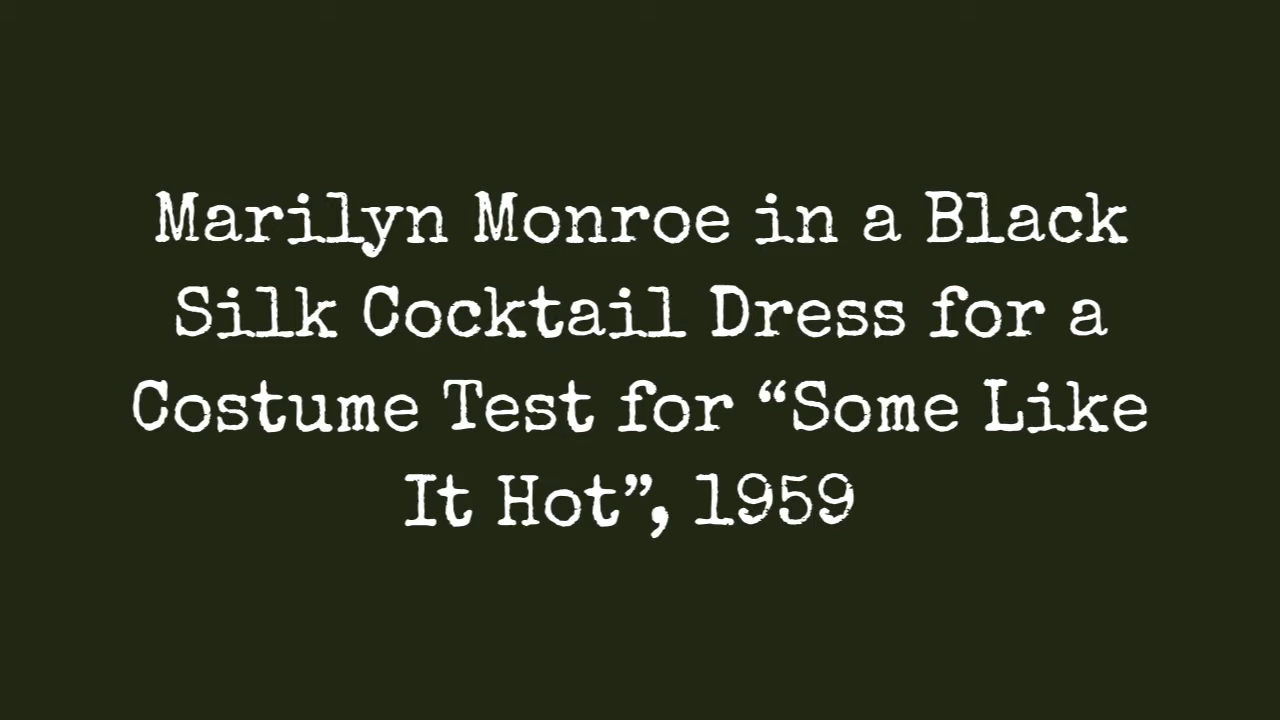 Marilyn Monroe in a Black
Silk Cocktail Dress for a
Costume Test for “Some Like
It Hot”, 1959